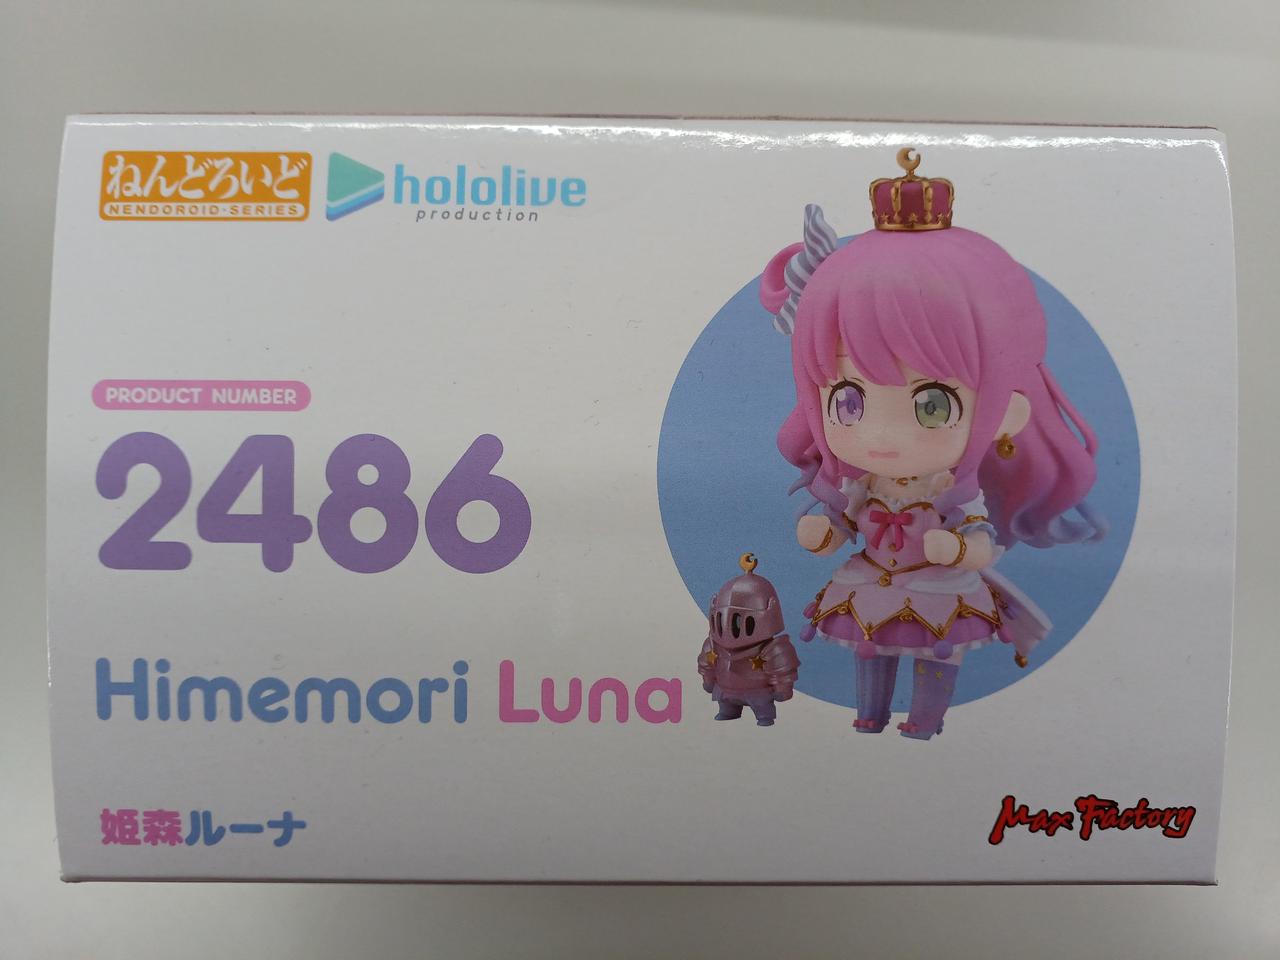 ねんどろいど
NENDOROID·SERIES
hololive
production
PRODUCT NUMBER
2486
Himemori Luna
姫森ルーナ
Max Factory